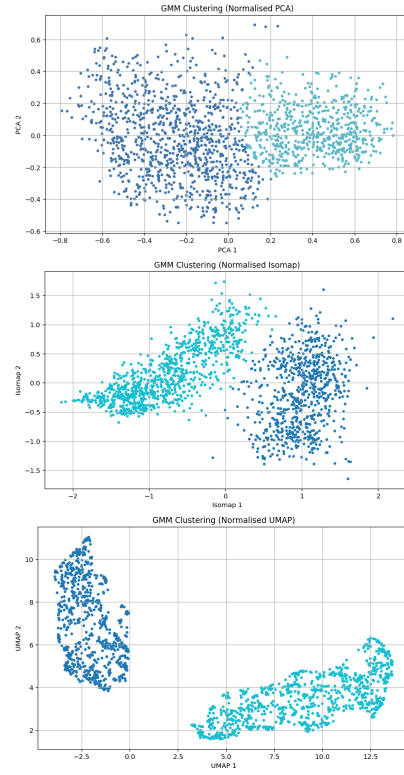 GMM Clustering (Normalised PCA)
0.6
0.4
0.2
0.0
−0.2
−0.4
−0.6
PCA 2
−0.8 −0.6 −0.4 −0.2 0.0 0.2 0.4 0.6 0.8
PCA 1
GMM Clustering (Normalised Isomap)
1.5
1.0
0.5
0.0
−0.5
−1.0
−1.5
Isomap 2
−2 −1 0 1 2
Isomap 1
GMM Clustering (Normalised UMAP)
10
8
6
4
2
UMAP 2
−2.5 0.0 2.5 5.0 7.5 10.0 12.5
UMAP 1